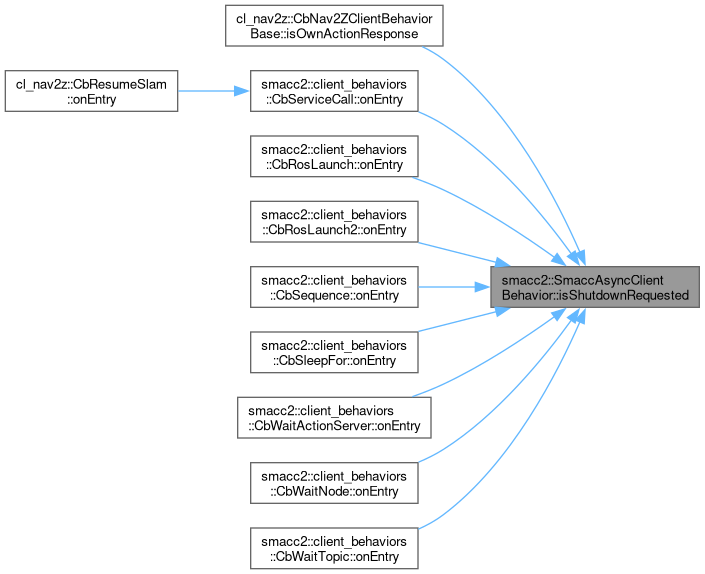 cl_nav2z::CbNav2ZClientBehavior
Base::isOwnActionResponse
cl_nav2z::CbResumeSlam
::onEntry
smacc2::client_behaviors
::CbServiceCall::onEntry
smacc2::client_behaviors
::CbRosLaunch::onEntry
smacc2::client_behaviors
::CbRosLaunch2::onEntry
smacc2::SmaccAsyncClient
Behavior::isShutdownRequested
smacc2::client_behaviors
::CbSequence::onEntry
smacc2::client_behaviors
::CbSleepFor::onEntry
smacc2::client_behaviors
::CbWaitActionServer::onEntry
smacc2::client_behaviors
::CbWaitNode::onEntry
smacc2::client_behaviors
::CbWaitTopic::onEntry